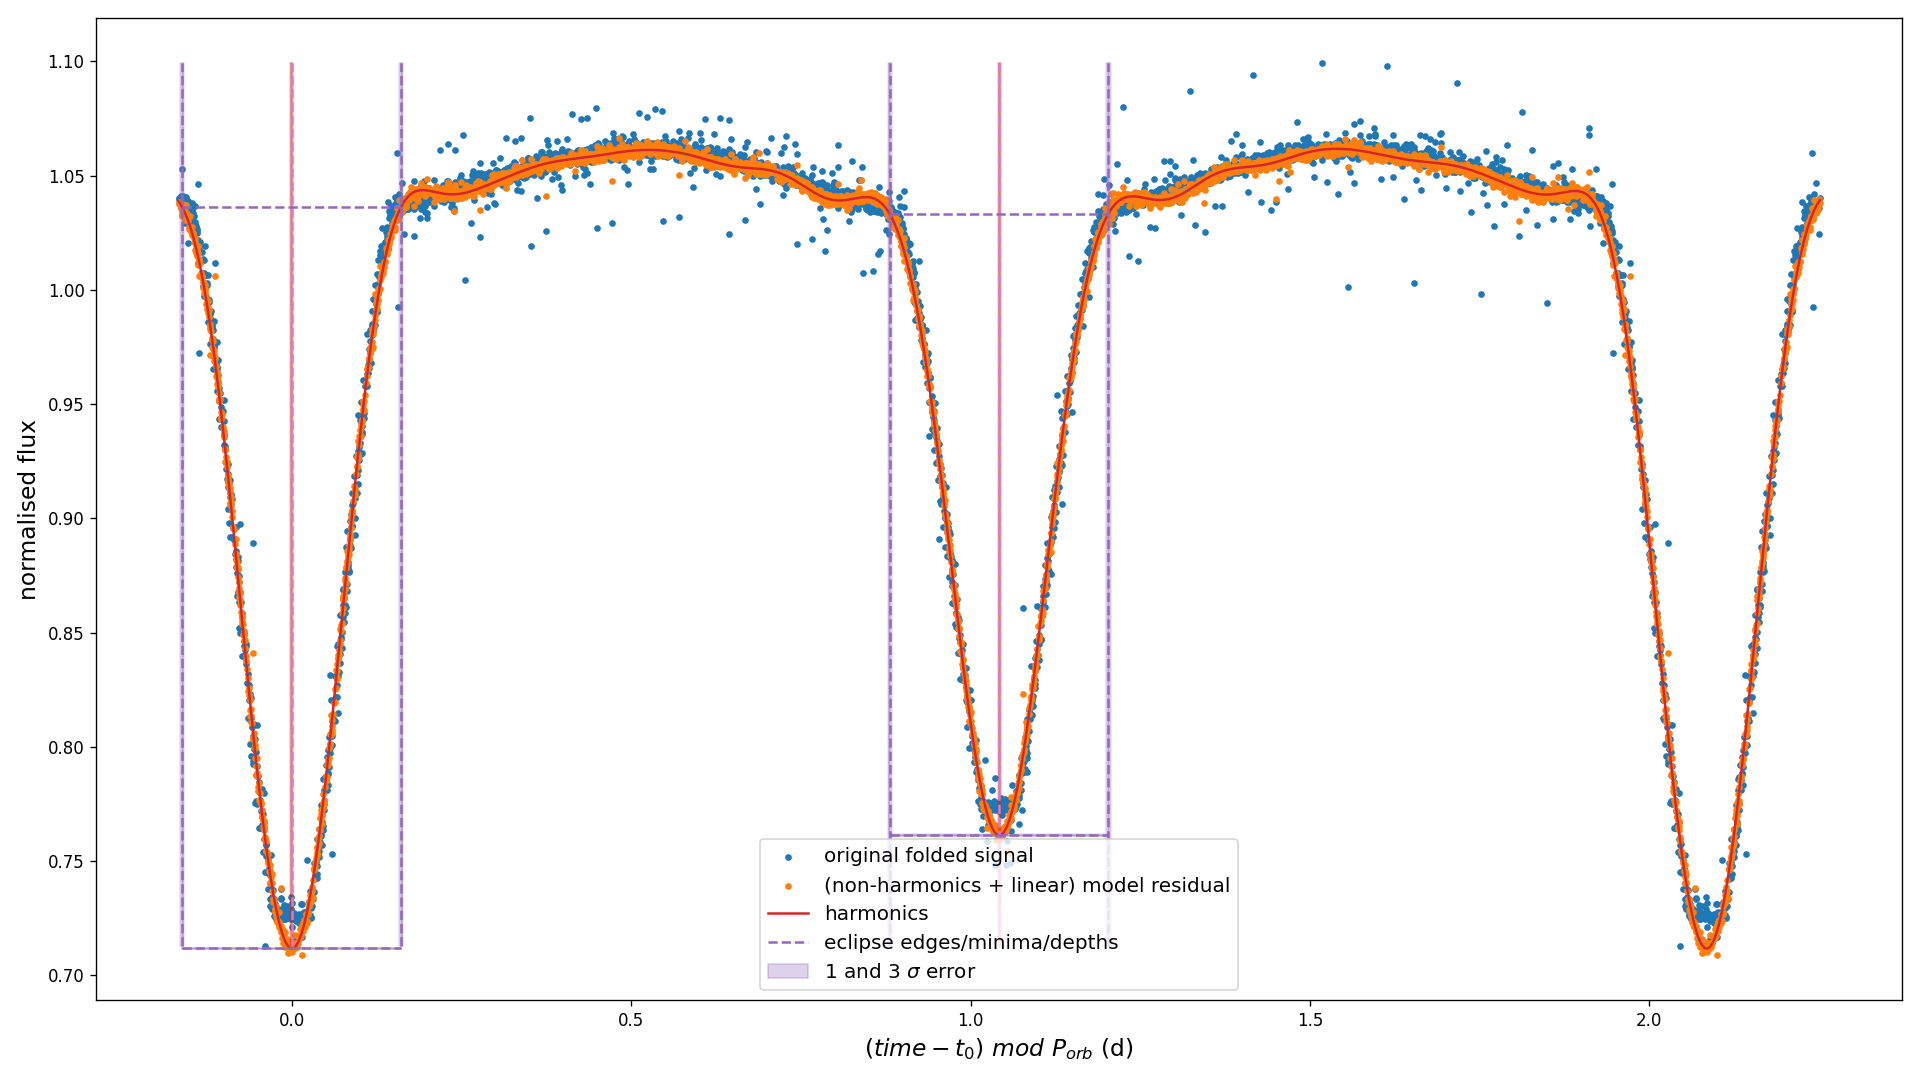 normalised flux
1.10
1.05
1.00
0.95
0.90
0.85
0.80
0.75
0.70
original folded signal
(non-harmonics + linear) model residual
harmonics
eclipse edges/minima/depths
1 and 3 σ error
0.0 0.5 1.0 1.5 2.0
(time − t₀) mod Pₒᵣb (d)